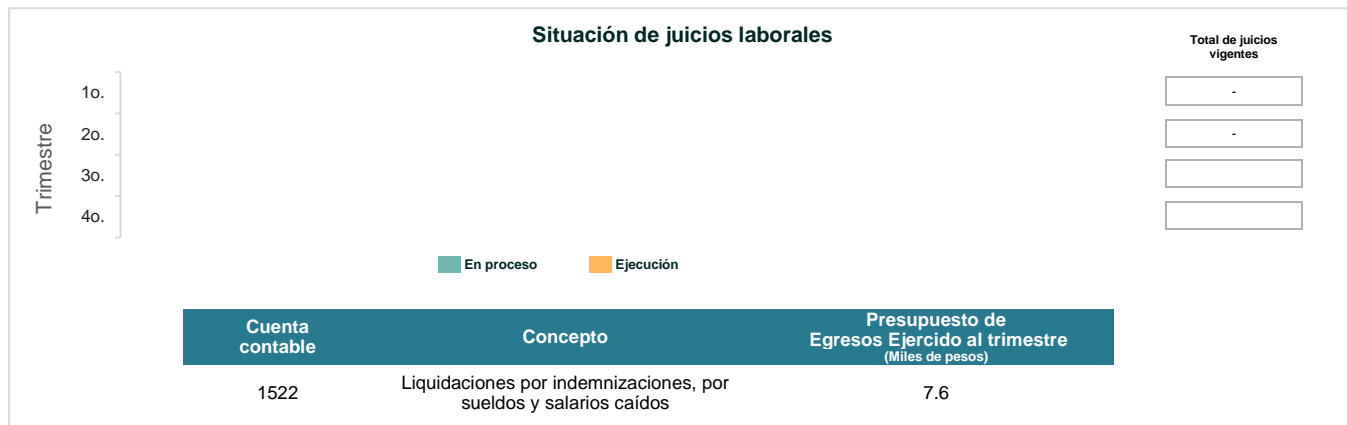 Situación de juicios laborales
Total de juicios
vigentes
Trimestre
1o.
-
2o.
-
3o.
4o.
En proceso
Ejecución
Cuenta
contable
Concepto
Presupuesto de
Egresos Ejercido al trimestre
(Miles de pesos)
1522
Liquidaciones por indemnizaciones, por
sueldos y salarios caídos
7.6